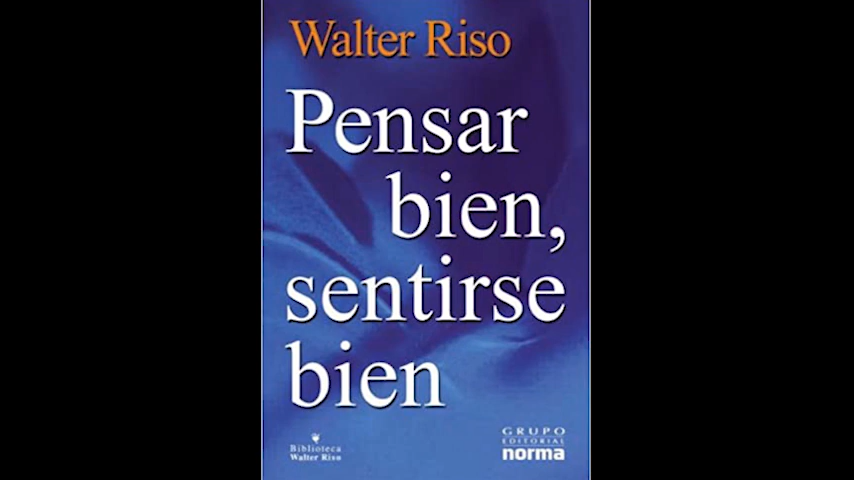 Walter Riso
Pensar
bien,
sentirse
bien
Biblioteca
Walter Riso
GRUPO
EDITORIAL
norma